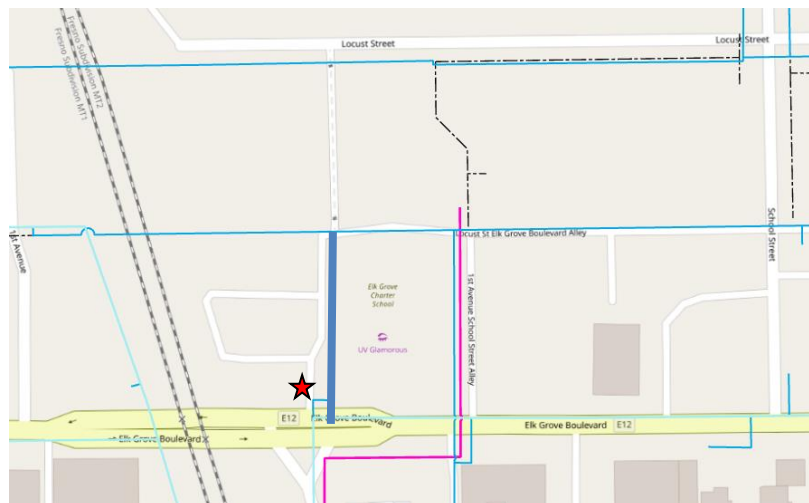 Locust Street
Locust Street
Fresno Subdivision MT2
Fresno Subdivision MT1
1st Avenue
Locust St Elk Grove Boulevard Alley
School Street
Elk Grove
Charter
School
UV Glamorous
1st Avenue School Street Alley
E12
Elk Grove Boulevard
Elk Grove Boulevard
E12
Elk Grove Boulevard